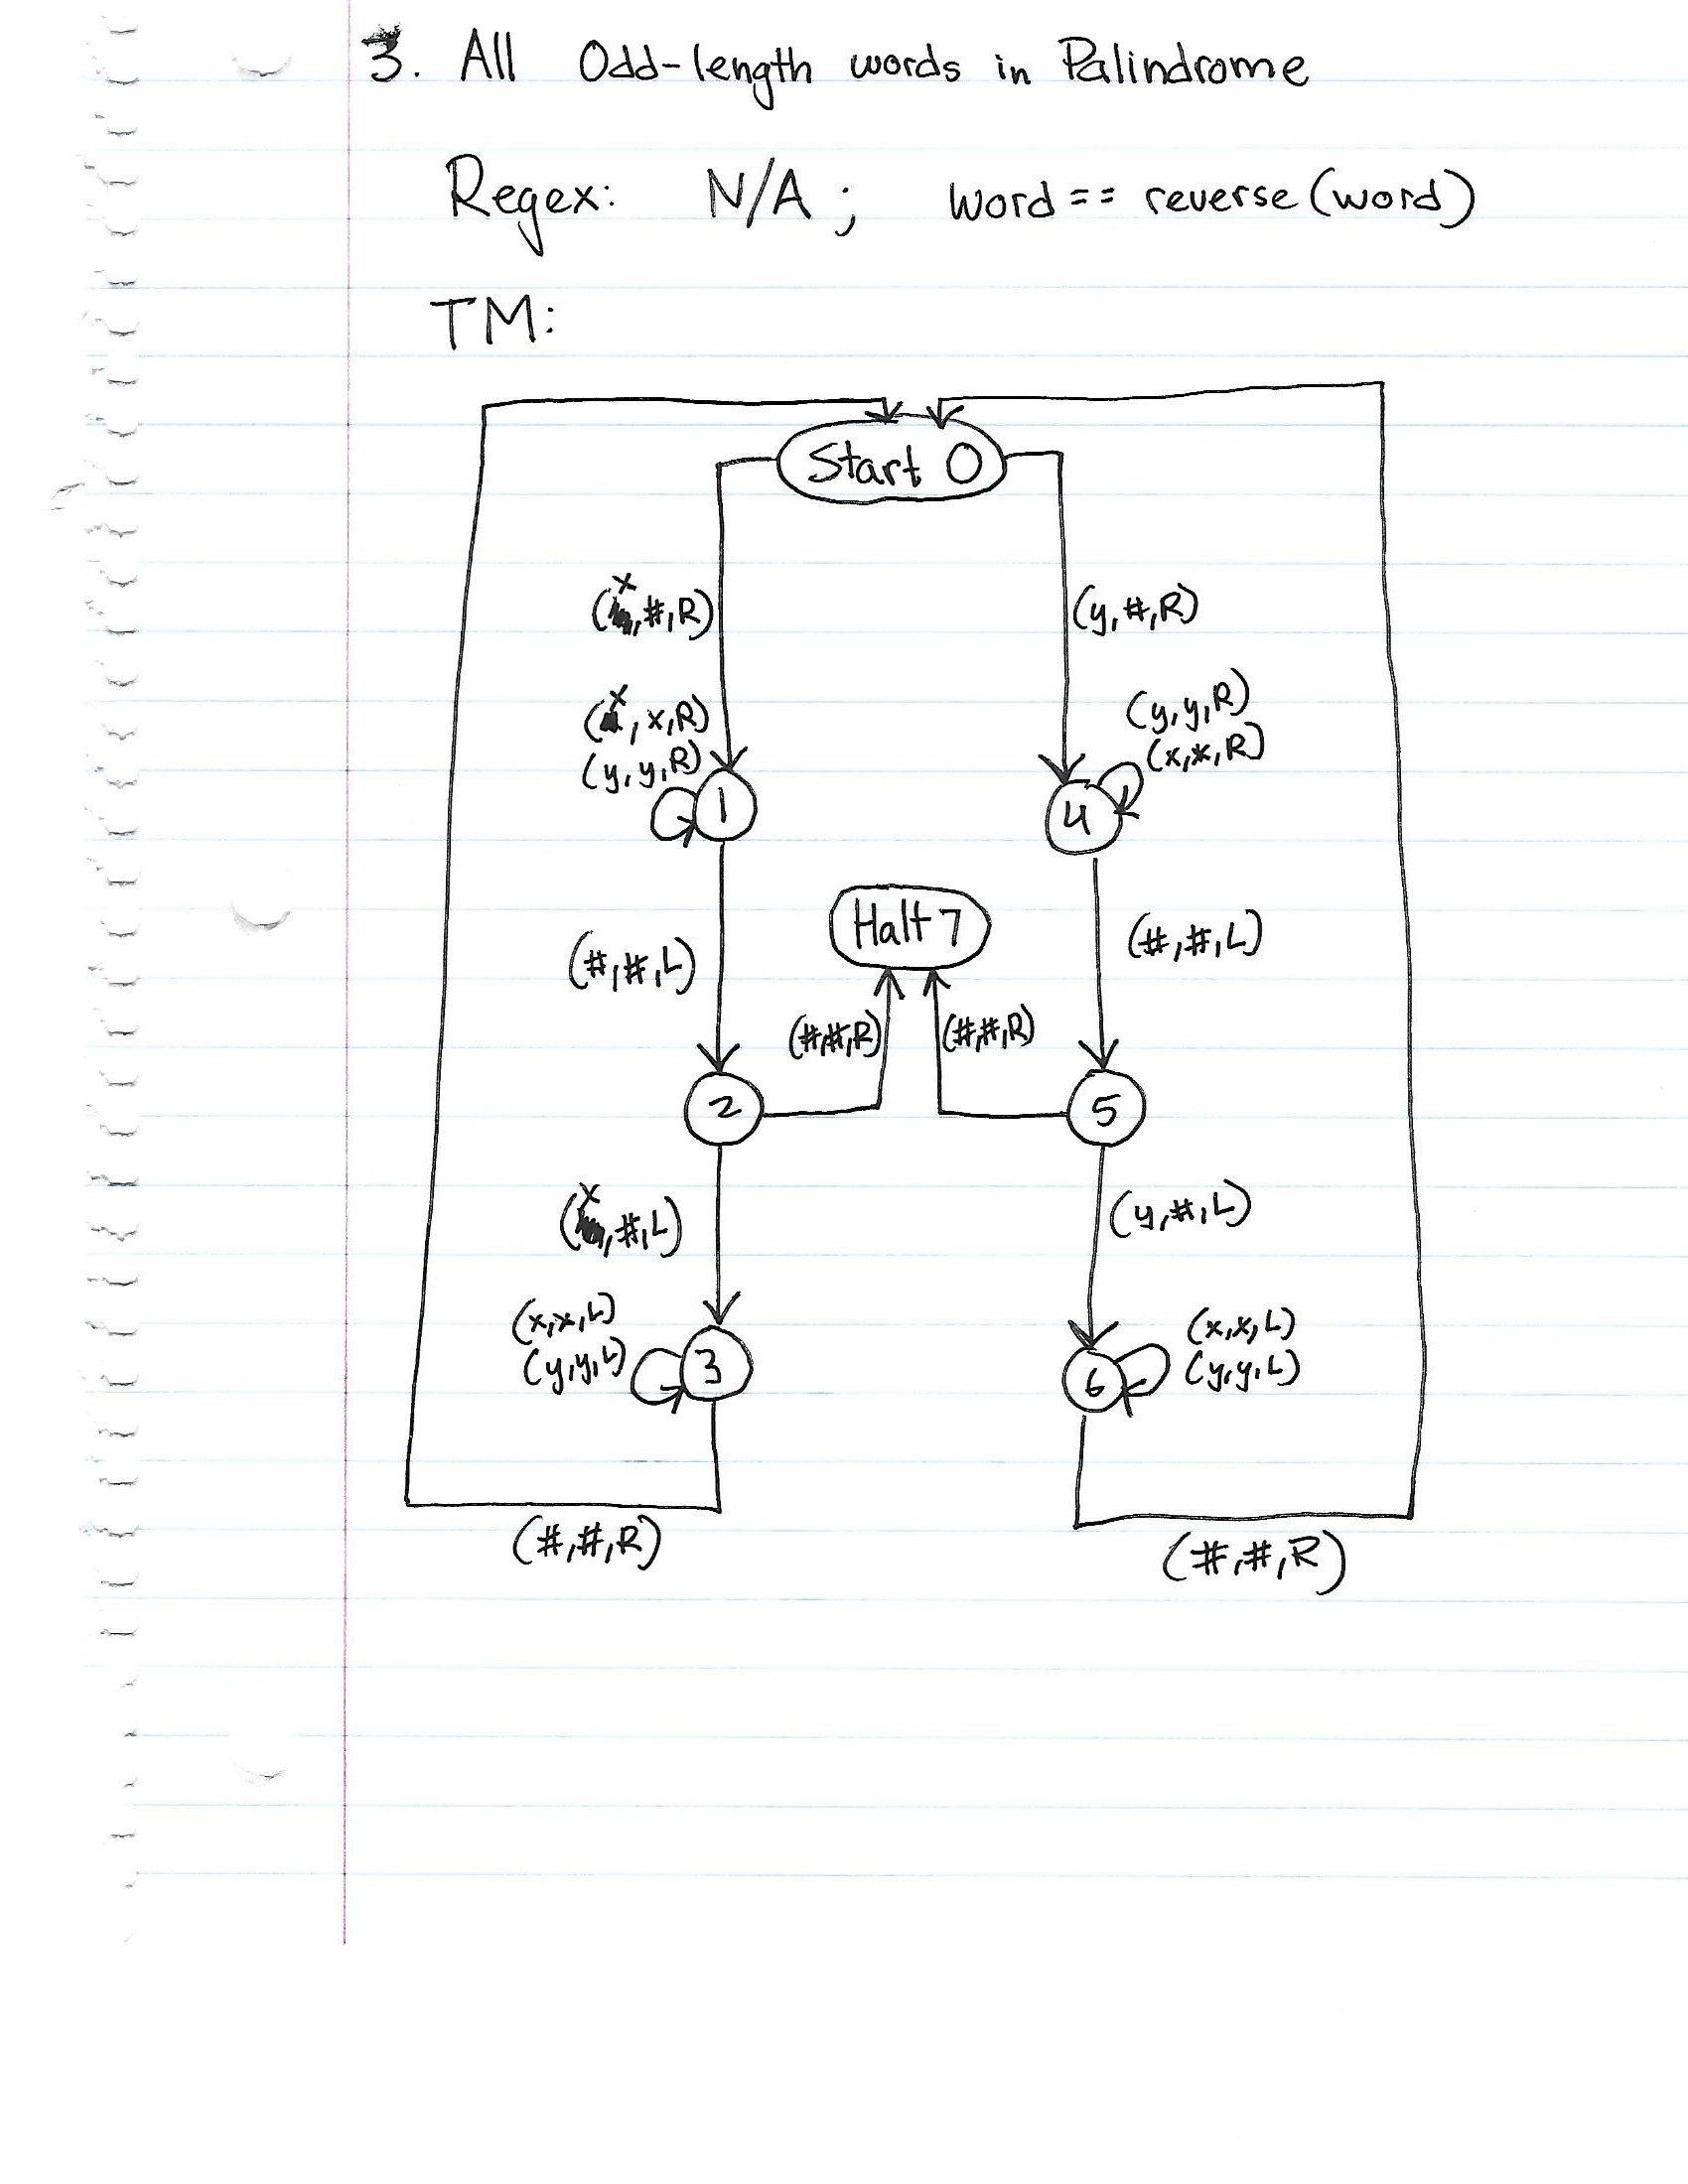 3. All Odd-length words in Palindrome
Regex: N/A ; Word == reverse(word)
TM:
Start 0
(x,#,R)
(y,#,R)
(x,x,R)
(y,y,R)
(y,y,R)
(x,x,R)
1
4
Halt 7
(#,#,L)
(#,#,L)
(#,#,R)
(#,#,R)
2
5
(x,#,L)
(y,#,L)
(x,x,L)
(y,y,L)
3
6
(x,x,L)
(y,y,L)
(#,#,R)
(#,#,R)